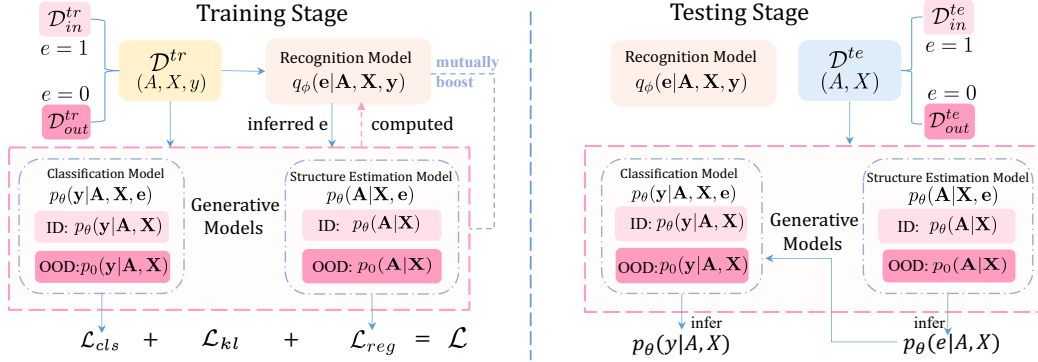 Training Stage
$\mathcal{D}_{in}^{tr}$
$e = 1$
$\mathcal{D}^{tr}$
$(A, X, y)$
$e = 0$
$\mathcal{D}_{out}^{tr}$
Recognition Model
$q_\phi(\mathbf{e}|\mathbf{A}, \mathbf{X}, \mathbf{y})$
mutually
boost
inferred e
computed
Classification Model
$p_\theta(\mathbf{y}|\mathbf{A}, \mathbf{X}, \mathbf{e})$
ID: $p_\theta(\mathbf{y}|\mathbf{A}, \mathbf{X})$
OOD: $p_0(\mathbf{y}|\mathbf{A}, \mathbf{X})$
Generative
Models
Structure Estimation Model
$p_\theta(\mathbf{A}|\mathbf{X}, \mathbf{e})$
ID: $p_\theta(\mathbf{A}|\mathbf{X})$
OOD: $p_0(\mathbf{A}|\mathbf{X})$
$\mathcal{L}_{cls} + \mathcal{L}_{kl} + \mathcal{L}_{reg} = \mathcal{L}$
Testing Stage
Recognition Model
$q_\phi(\mathbf{e}|\mathbf{A}, \mathbf{X}, \mathbf{y})$
$\mathcal{D}^{te}$
$(A, X)$
$\mathcal{D}_{in}^{te}$
$e = 1$
$e = 0$
$\mathcal{D}_{out}^{te}$
Classification Model
$p_\theta(\mathbf{y}|\mathbf{A}, \mathbf{X}, \mathbf{e})$
ID: $p_\theta(\mathbf{y}|\mathbf{A}, \mathbf{X})$
OOD: $p_0(\mathbf{y}|\mathbf{A}, \mathbf{X})$
Generative
Models
Structure Estimation Model
$p_\theta(\mathbf{A}|\mathbf{X}, \mathbf{e})$
ID: $p_\theta(\mathbf{A}|\mathbf{X})$
OOD: $p_0(\mathbf{A}|\mathbf{X})$
infer
$p_\theta(y|A, X)$
infer
$p_\theta(e|A, X)$